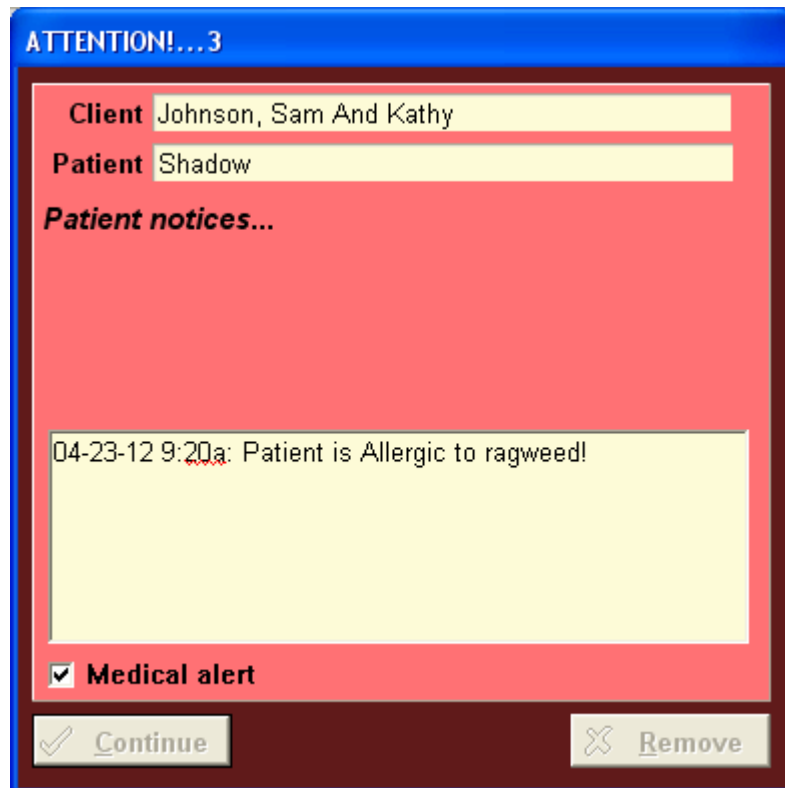 ATTENTION!...3
Client Johnson, Sam And Kathy
Patient Shadow
Patient notices...
04-23-12 9:20a: Patient is Allergic to ragweed!
Medical alert
Continue Remove